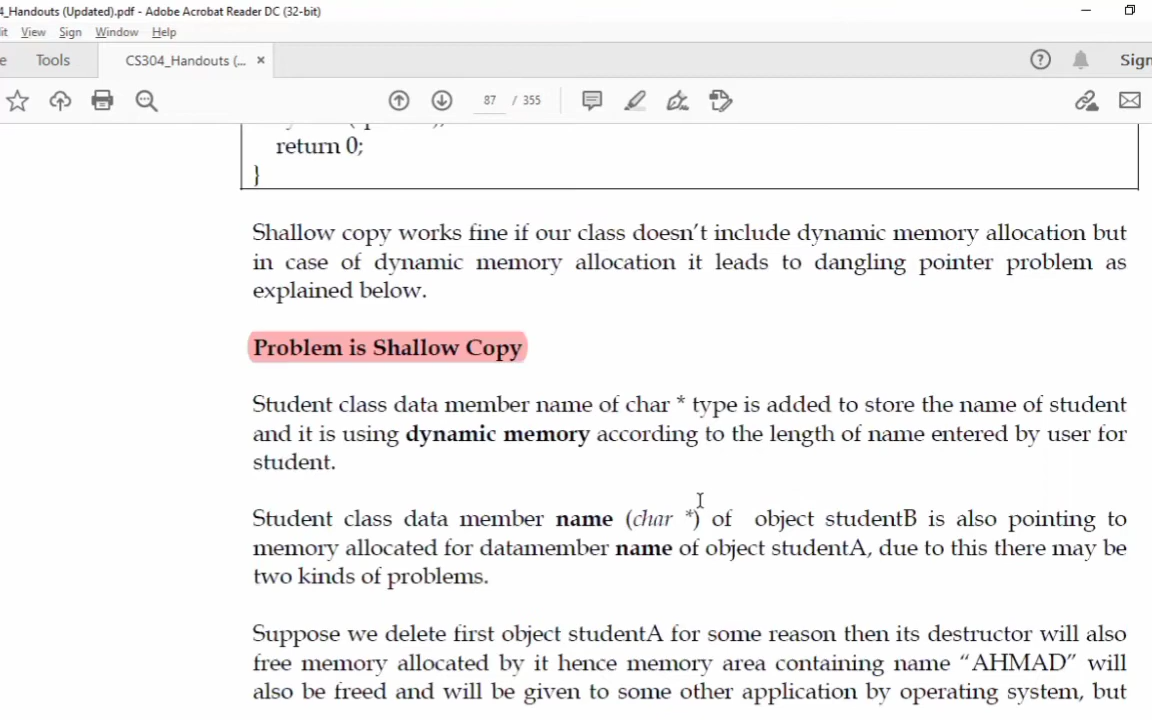 4_Handouts (Updated).pdf - Adobe Acrobat Reader DC (32-bit)
it View Sign Window Help
e Tools CS304_Handouts (... ×
87 / 355
Sign
return 0;
}
Shallow copy works fine if our class doesn't include dynamic memory allocation but
in case of dynamic memory allocation it leads to dangling pointer problem as
explained below.
Problem is Shallow Copy
Student class data member name of char * type is added to store the name of student
and it is using dynamic memory according to the length of name entered by user for
student.
Student class data member name (char *) of object studentB is also pointing to
memory allocated for datamember name of object studentA, due to this there may be
two kinds of problems.
Suppose we delete first object studentA for some reason then its destructor will also
free memory allocated by it hence memory area containing name “AHMAD” will
also be freed and will be given to some other application by operating system, but